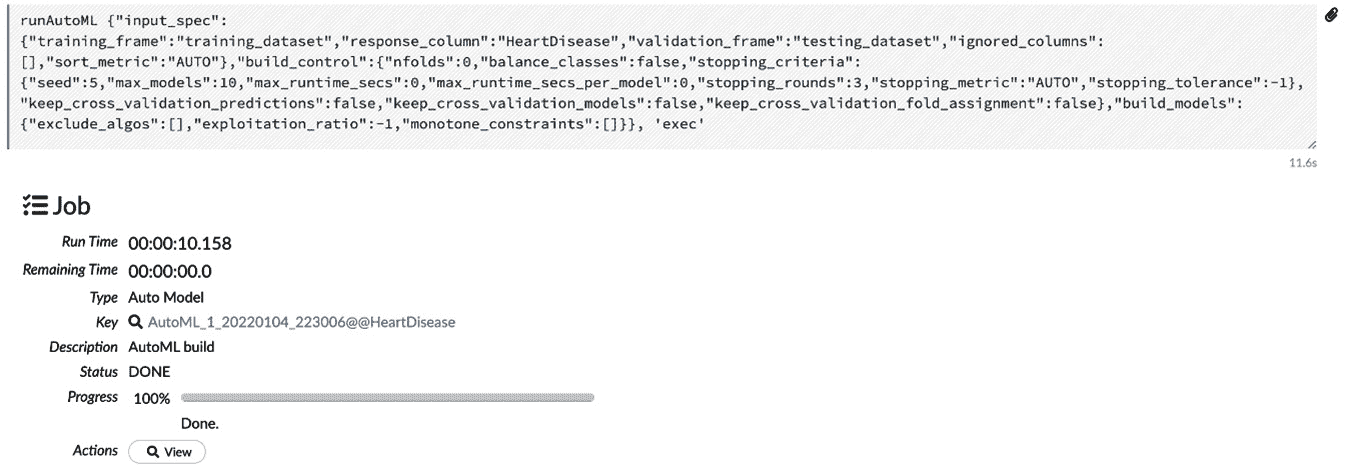 runAutoML {"input_spec":
{"training_frame":"training_dataset","response_column":"HeartDisease","validation_frame":"testing_dataset","ignored_columns":
[],"sort_metric":"AUTO"},"build_control":{"nfolds":0,"balance_classes":false,"stopping_criteria":
{"seed":5,"max_models":10,"max_runtime_secs":0,"max_runtime_secs_per_model":0,"stopping_rounds":3,"stopping_metric":"AUTO","stopping_tolerance":-1},
"keep_cross_validation_predictions":false,"keep_cross_validation_models":false,"keep_cross_validation_fold_assignment":false},"build_models":
{"exclude_algos":[],"exploitation_ratio":-1,"monotone_constraints":[]}}, 'exec'
11.6s
Job
Run Time 00:00:10.158
Remaining Time 00:00:00.0
Type Auto Model
Key AutoML_1_20220104_223006@@HeartDisease
Description AutoML build
Status DONE
Progress 100%
Done.
Actions View